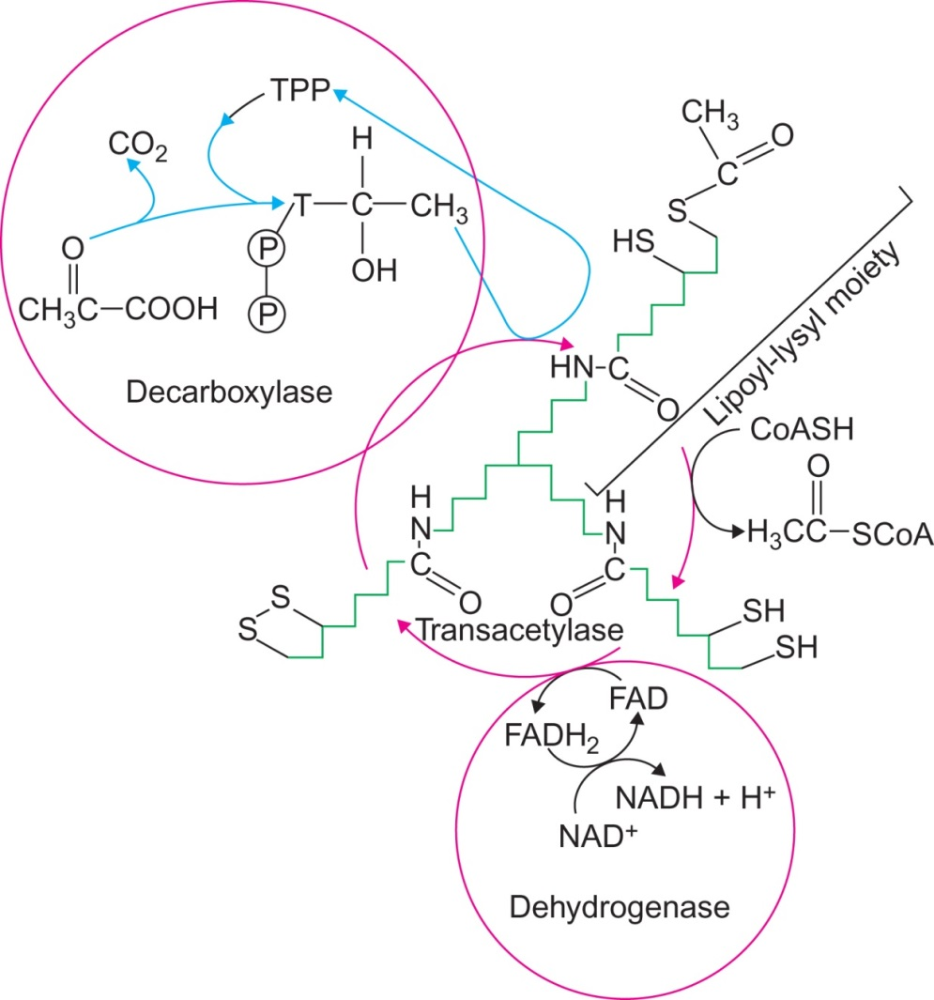 TPP
CO2
H
T
C
CH3
P
OH
P
O
CH3C–COOH
Decarboxylase
CH3
O
C
S
HS
HN–C
O
Lipoyl-lysyl moiety
CoASH
O
H3CC–SCoA
H
N
C
O
S
S
H
N
C
O
Transacetylase
SH
SH
FAD
FADH2
NADH + H+
NAD+
Dehydrogenase